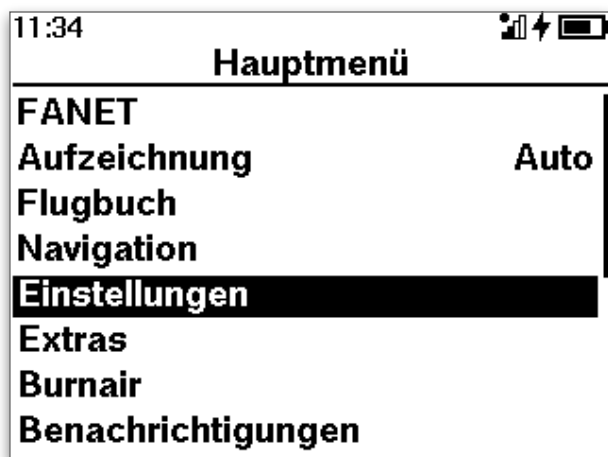 11:34
Hauptmenü
FANET
Aufzeichnung Auto
Flugbuch
Navigation
Einstellungen
Extras
Burnair
Benachrichtigungen